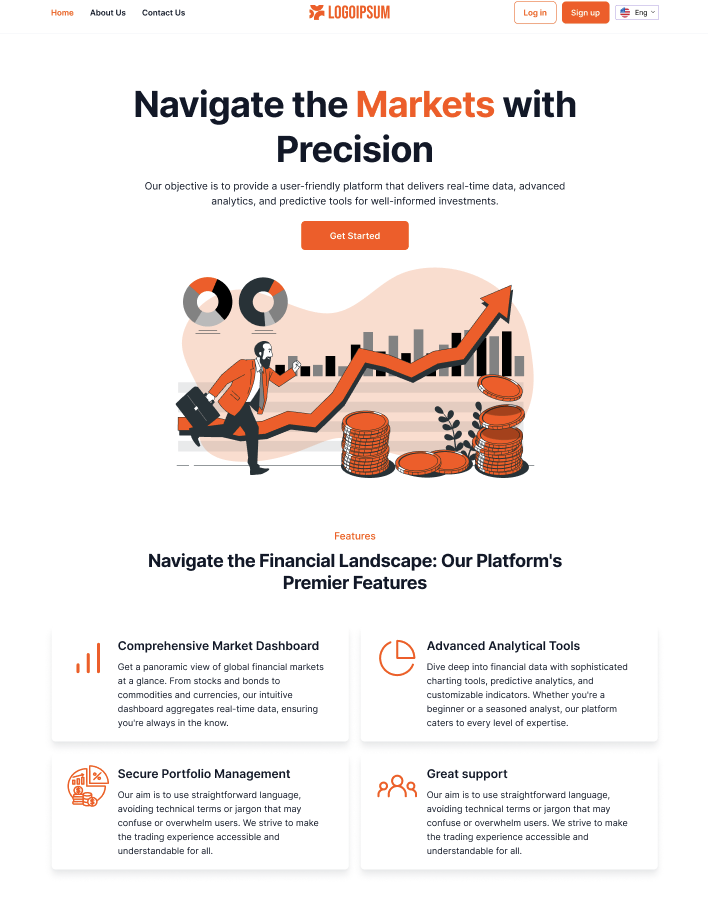 Home About Us Contact Us LOGOIPSUM Log in Sign up Eng
Navigate the Markets with
Precision
Our objective is to provide a user-friendly platform that delivers real-time data, advanced
analytics, and predictive tools for well-informed investments.
Get Started
Features
Navigate the Financial Landscape: Our Platform's
Premier Features
Comprehensive Market Dashboard
Get a panoramic view of global financial markets
at a glance. From stocks and bonds to
commodities and currencies, our intuitive
dashboard aggregates real-time data, ensuring
you're always in the know.
Advanced Analytical Tools
Dive deep into financial data with sophisticated
charting tools, predictive analytics, and
customizable indicators. Whether you're a
beginner or a seasoned analyst, our platform
caters to every level of expertise.
Secure Portfolio Management
Our aim is to use straightforward language,
avoiding technical terms or jargon that may
confuse or overwhelm users. We strive to make
the trading experience accessible and
understandable for all.
Great support
Our aim is to use straightforward language,
avoiding technical terms or jargon that may
confuse or overwhelm users. We strive to make
the trading experience accessible and
understandable for all.